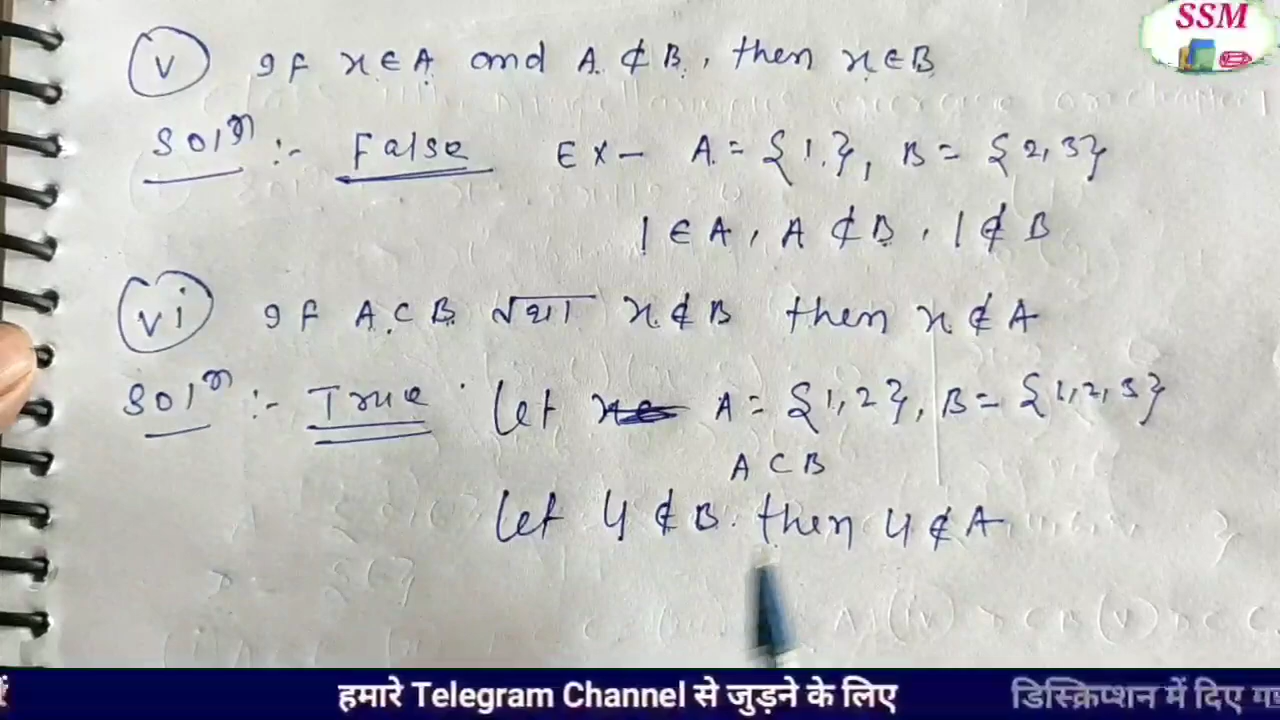 SSM
(v) If x ∈ A and A ⊄ B, then x ∈ B
Solⁿ :- False Ex - A = {1}, B = {2, 3}
1 ∈ A, A ⊄ B, 1 ∉ B
(vi) If A ⊂ B तथा x ∉ B then x ∉ A
Solⁿ :- True Let A = {1, 2}, B = {1, 2, 3}
A ⊂ B
Let 4 ∉ B. then 4 ∉ A
हमारे Telegram Channel से जुड़ने के लिए डिस्क्रिप्शन में दिए